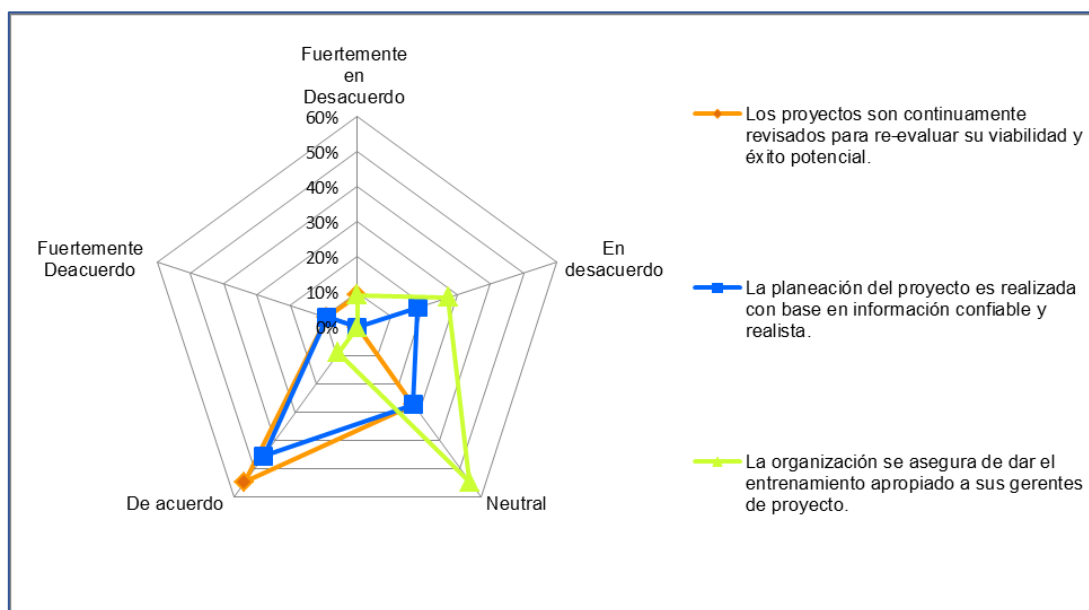 Fuertemente
en
Desacuerdo
60%
50%
40%
30%
20%
10%
0%
En
desacuerdo
Neutral
De acuerdo
Fuertemente
Deacuerdo
Los proyectos son continuamente
revisados para re-evaluar su viabilidad y
éxito potencial.
La planeación del proyecto es realizada
con base en información confiable y
realista.
La organización se asegura de dar el
entrenamiento apropiado a sus gerentes
de proyecto.